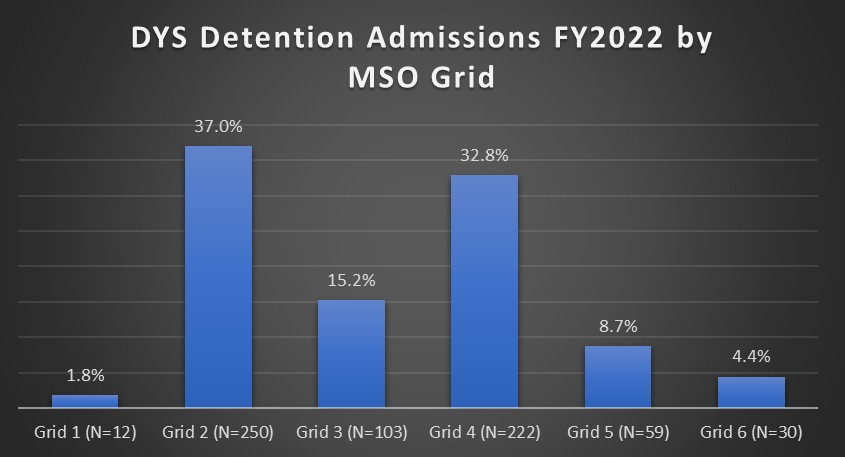 DYS Detention Admissions FY2022 by
MSO Grid
37.0%
32.8%
15.2%
8.7%
4.4%
1.8%
Grid 1 (N=12) Grid 2 (N=250) Grid 3 (N=103) Grid 4 (N=222) Grid 5 (N=59) Grid 6 (N=30)